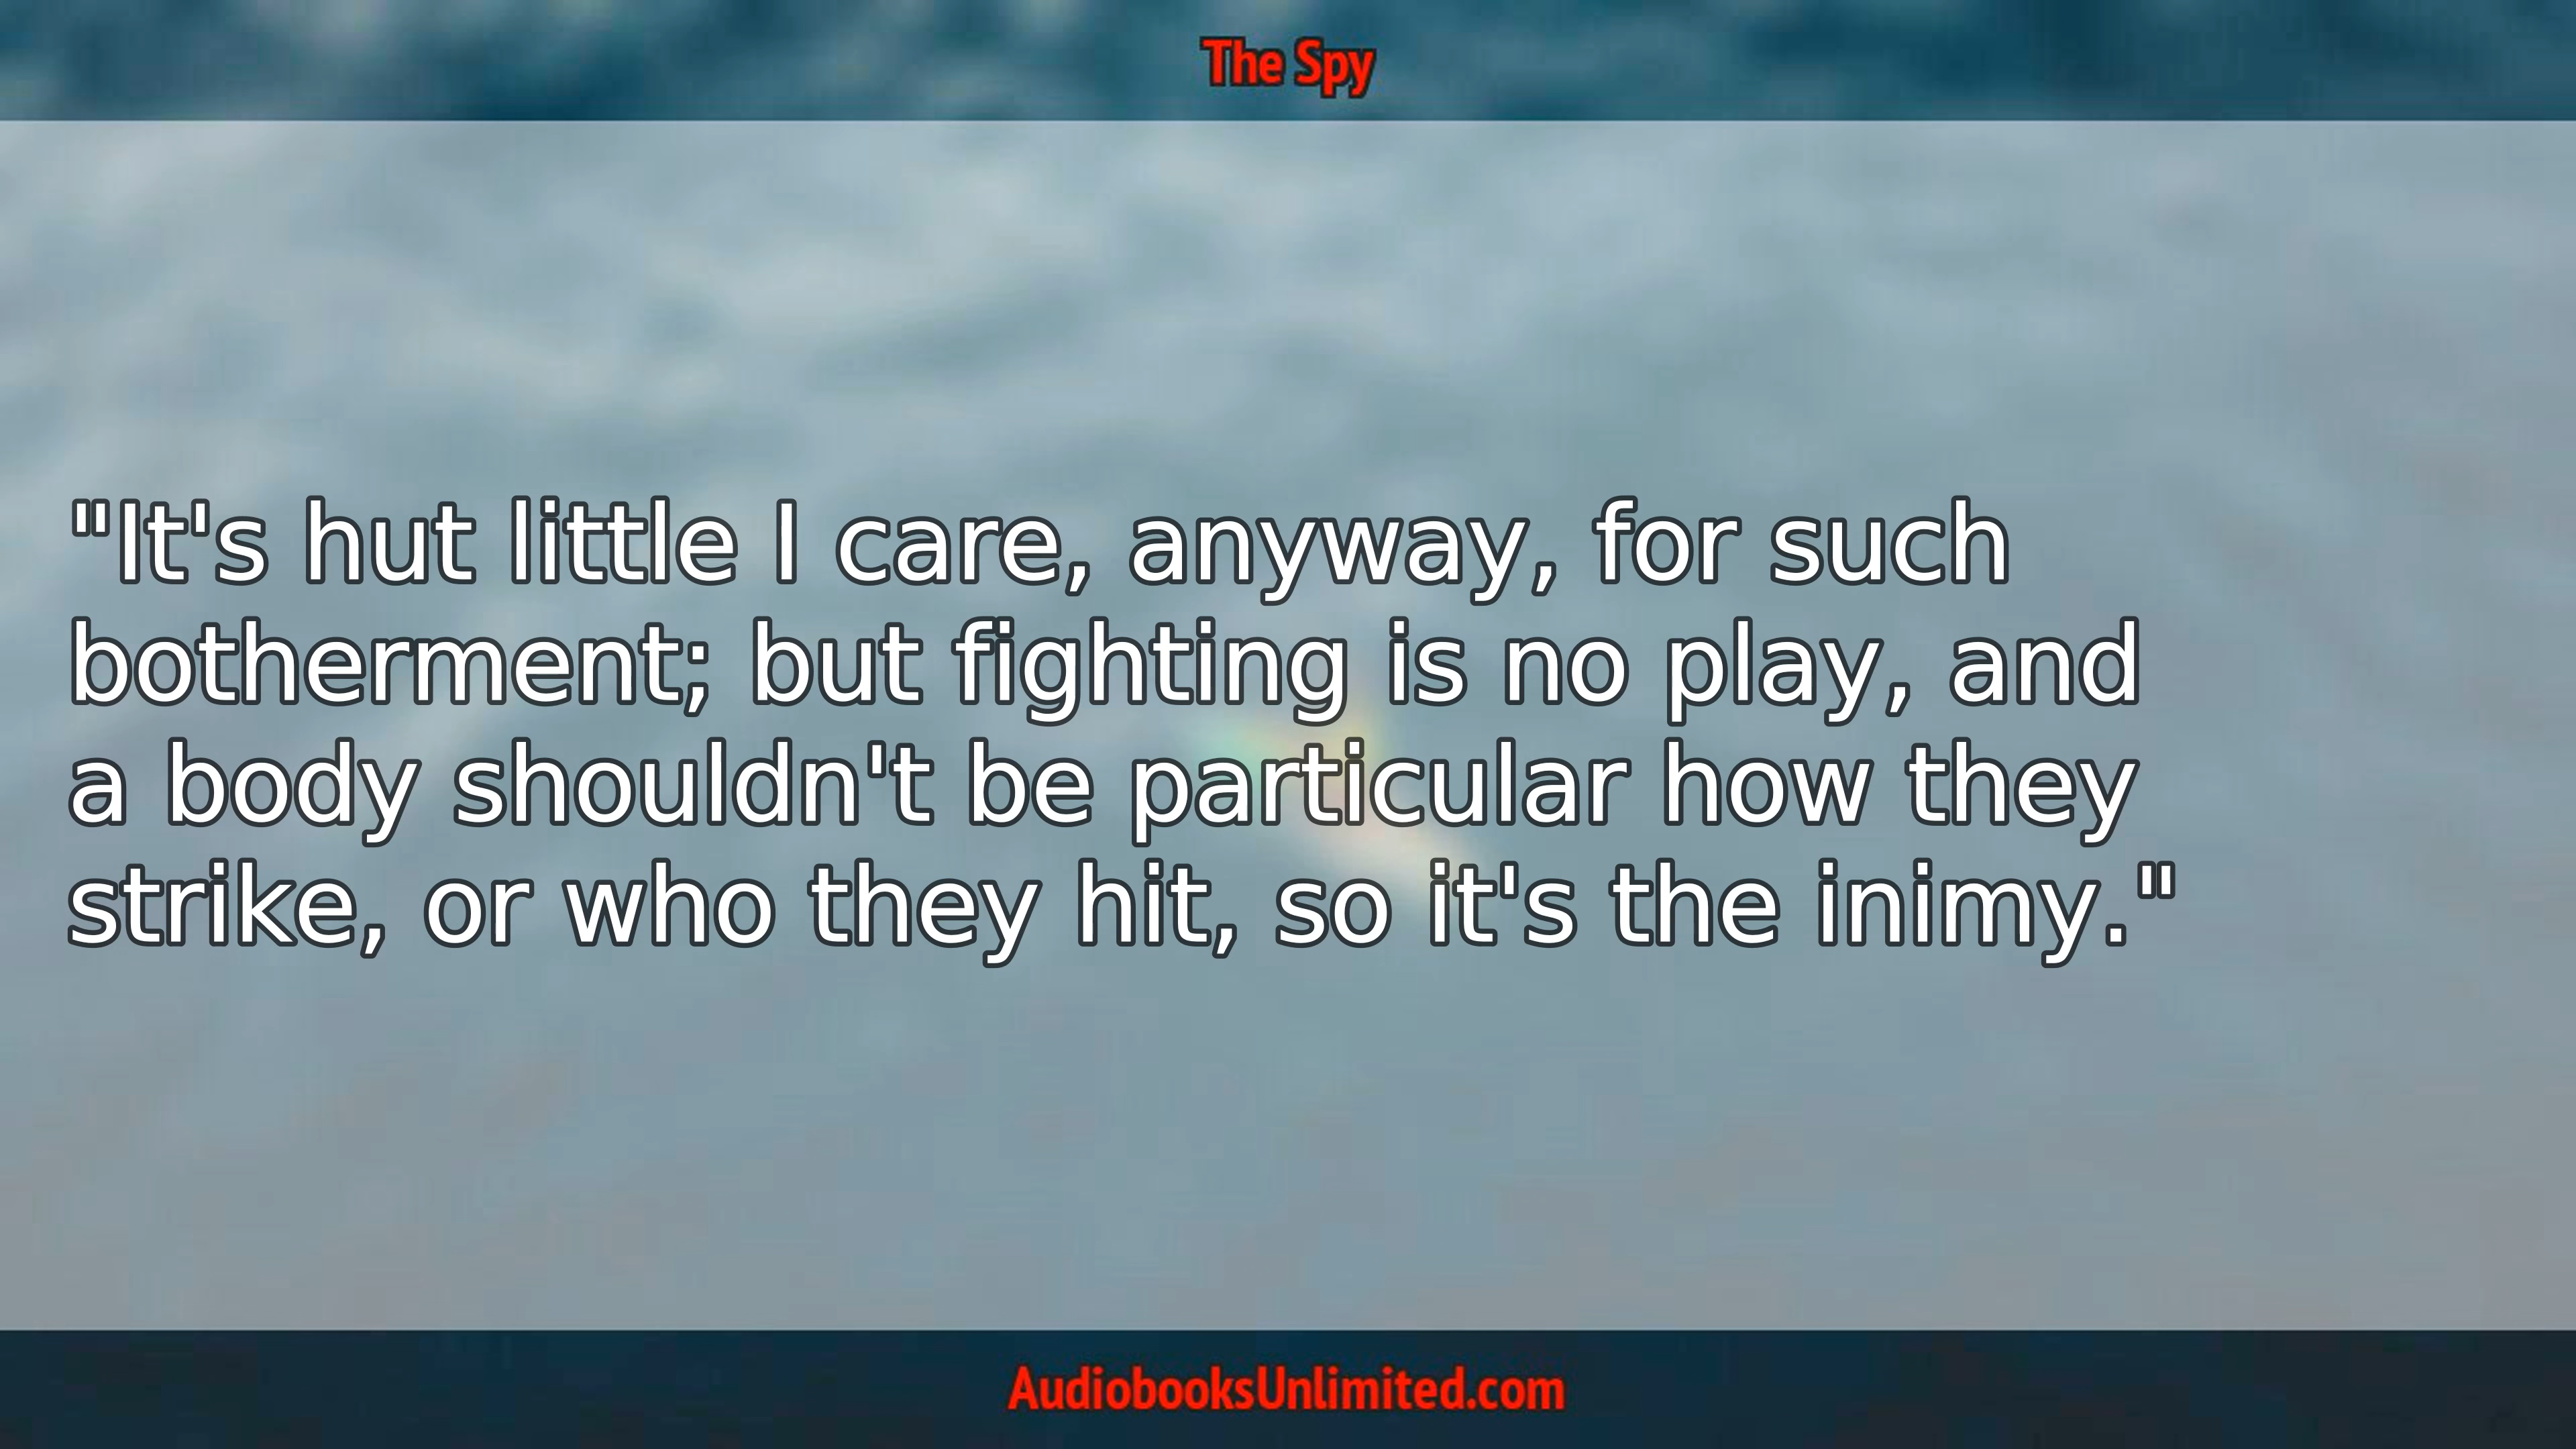 The Spy
"It's hut little I care, anyway, for such
botherment; but fighting is no play, and
a body shouldn't be particular how they
strike, or who they hit, so it's the inimy."
AudiobooksUnlimited.com